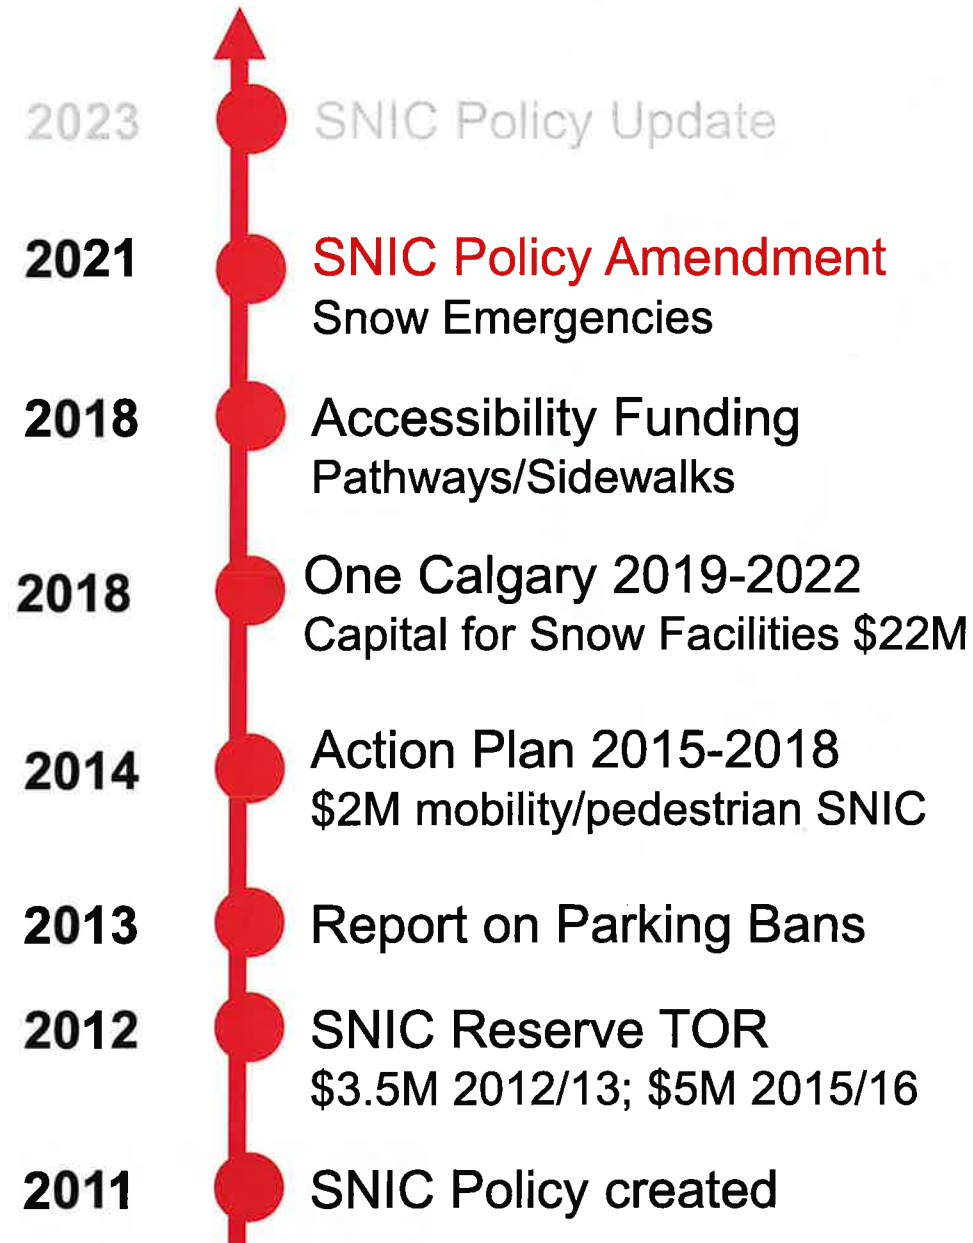 2023 SNIC Policy Update
2021 SNIC Policy Amendment
Snow Emergencies
2018 Accessibility Funding
Pathways/Sidewalks
2018 One Calgary 2019-2022
Capital for Snow Facilities $22M
2014 Action Plan 2015-2018
$2M mobility/pedestrian SNIC
2013 Report on Parking Bans
2012 SNIC Reserve TOR
$3.5M 2012/13; $5M 2015/16
2011 SNIC Policy created